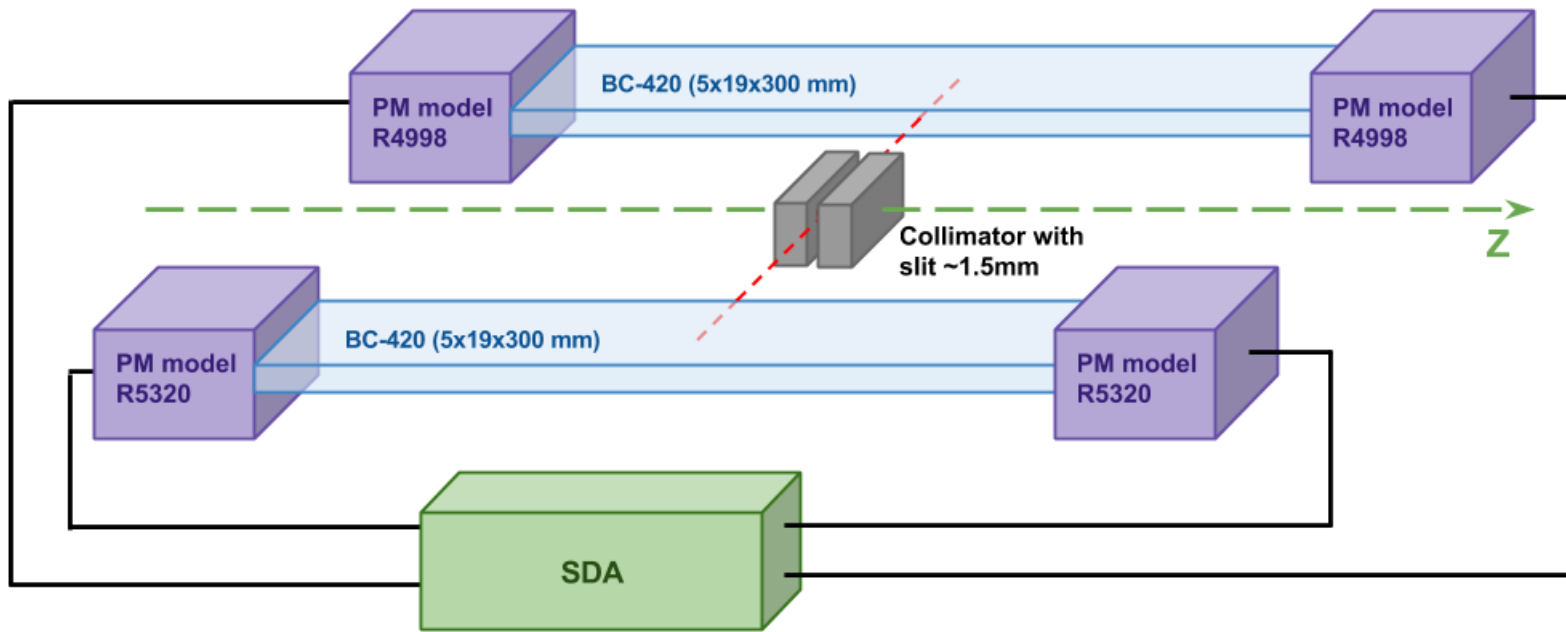 BC-420 (5x19x300 mm)
PM model
R4998
PM model
R4998
Collimator with
slit ~1.5mm
Z
BC-420 (5x19x300 mm)
PM model
R5320
PM model
R5320
SDA